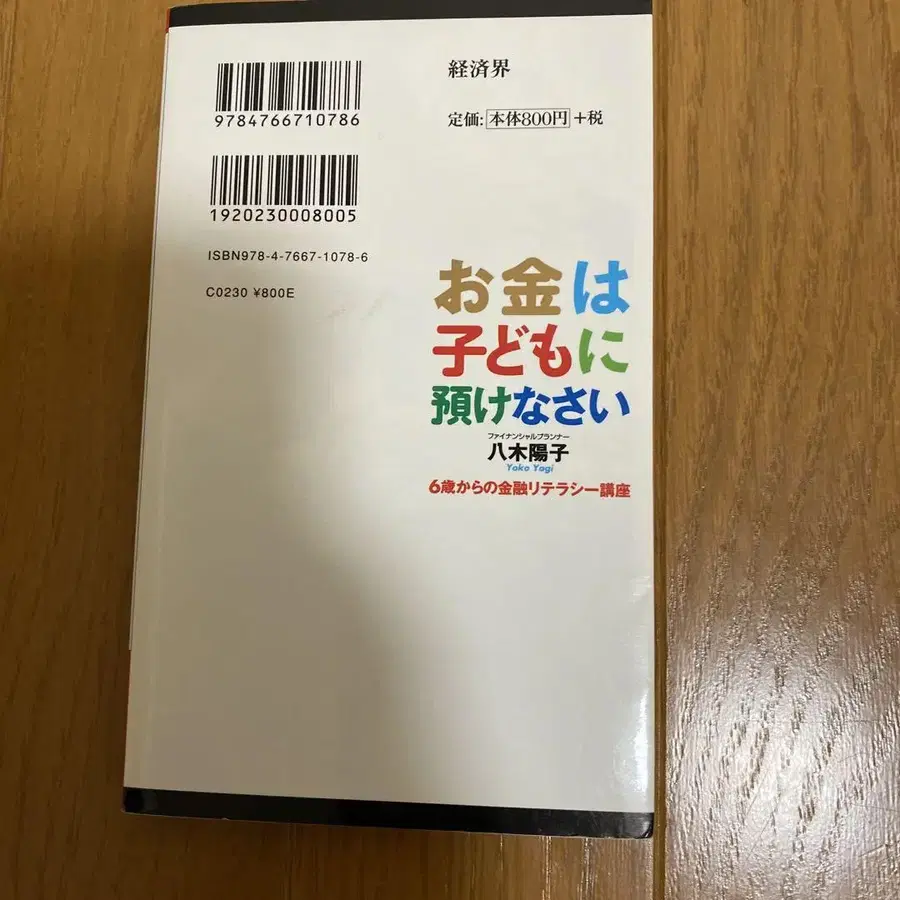 9784766710786
1920230008005
ISBN978-4-7667-1078-6
C0230 ¥800E
経済界
定価:本体800円+税
お金は
子どもに
預けなさい
ファイナンシャルプランナー
八木陽子
Yoko Yagi
6歳からの金融リテラシー講座